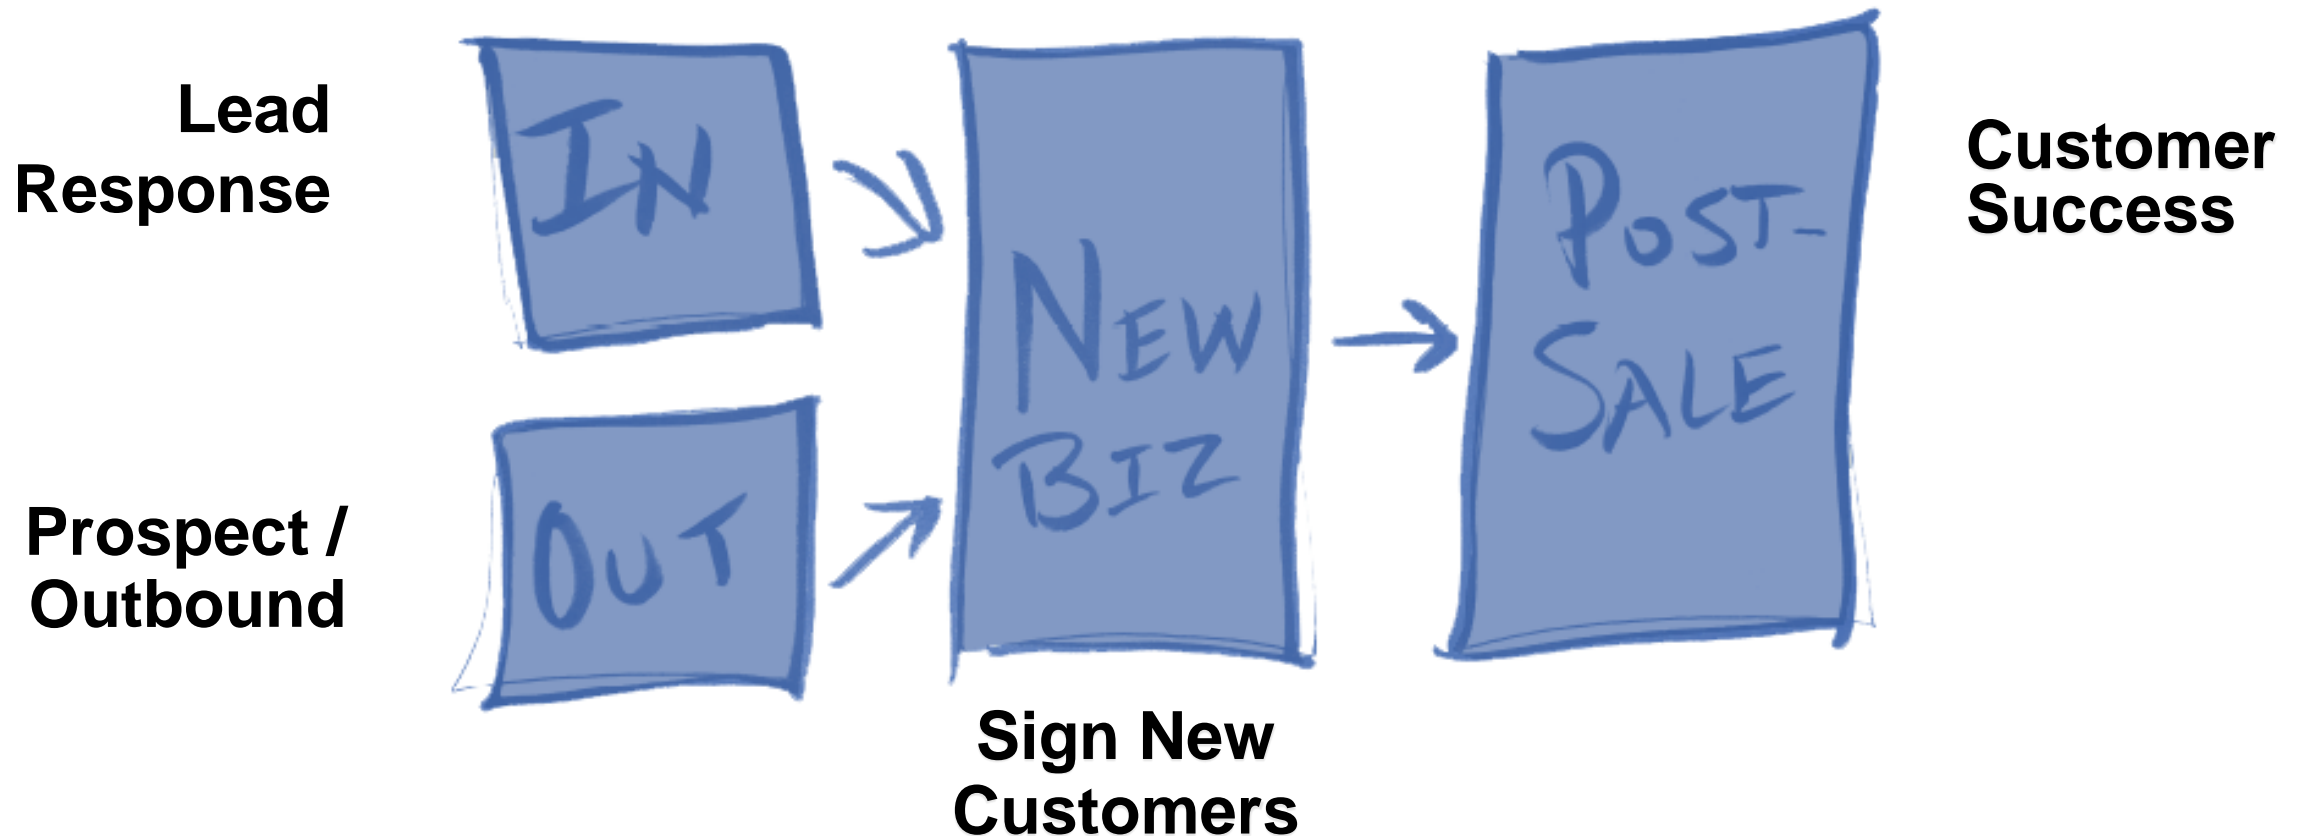 Lead
Response
IN
Prospect /
Outbound
OUT
NEW
BIZ
Sign New
Customers
POST-
SALE
Customer
Success